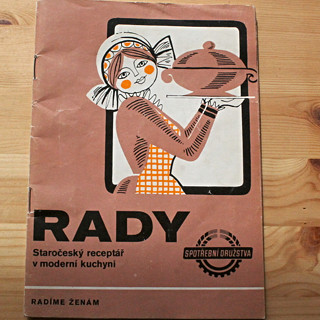 RADY
Staročeský receptář
v moderní kuchyni
SPOTŘEBNÍ DRUŽSTVA
RADÍME ŽENÁM